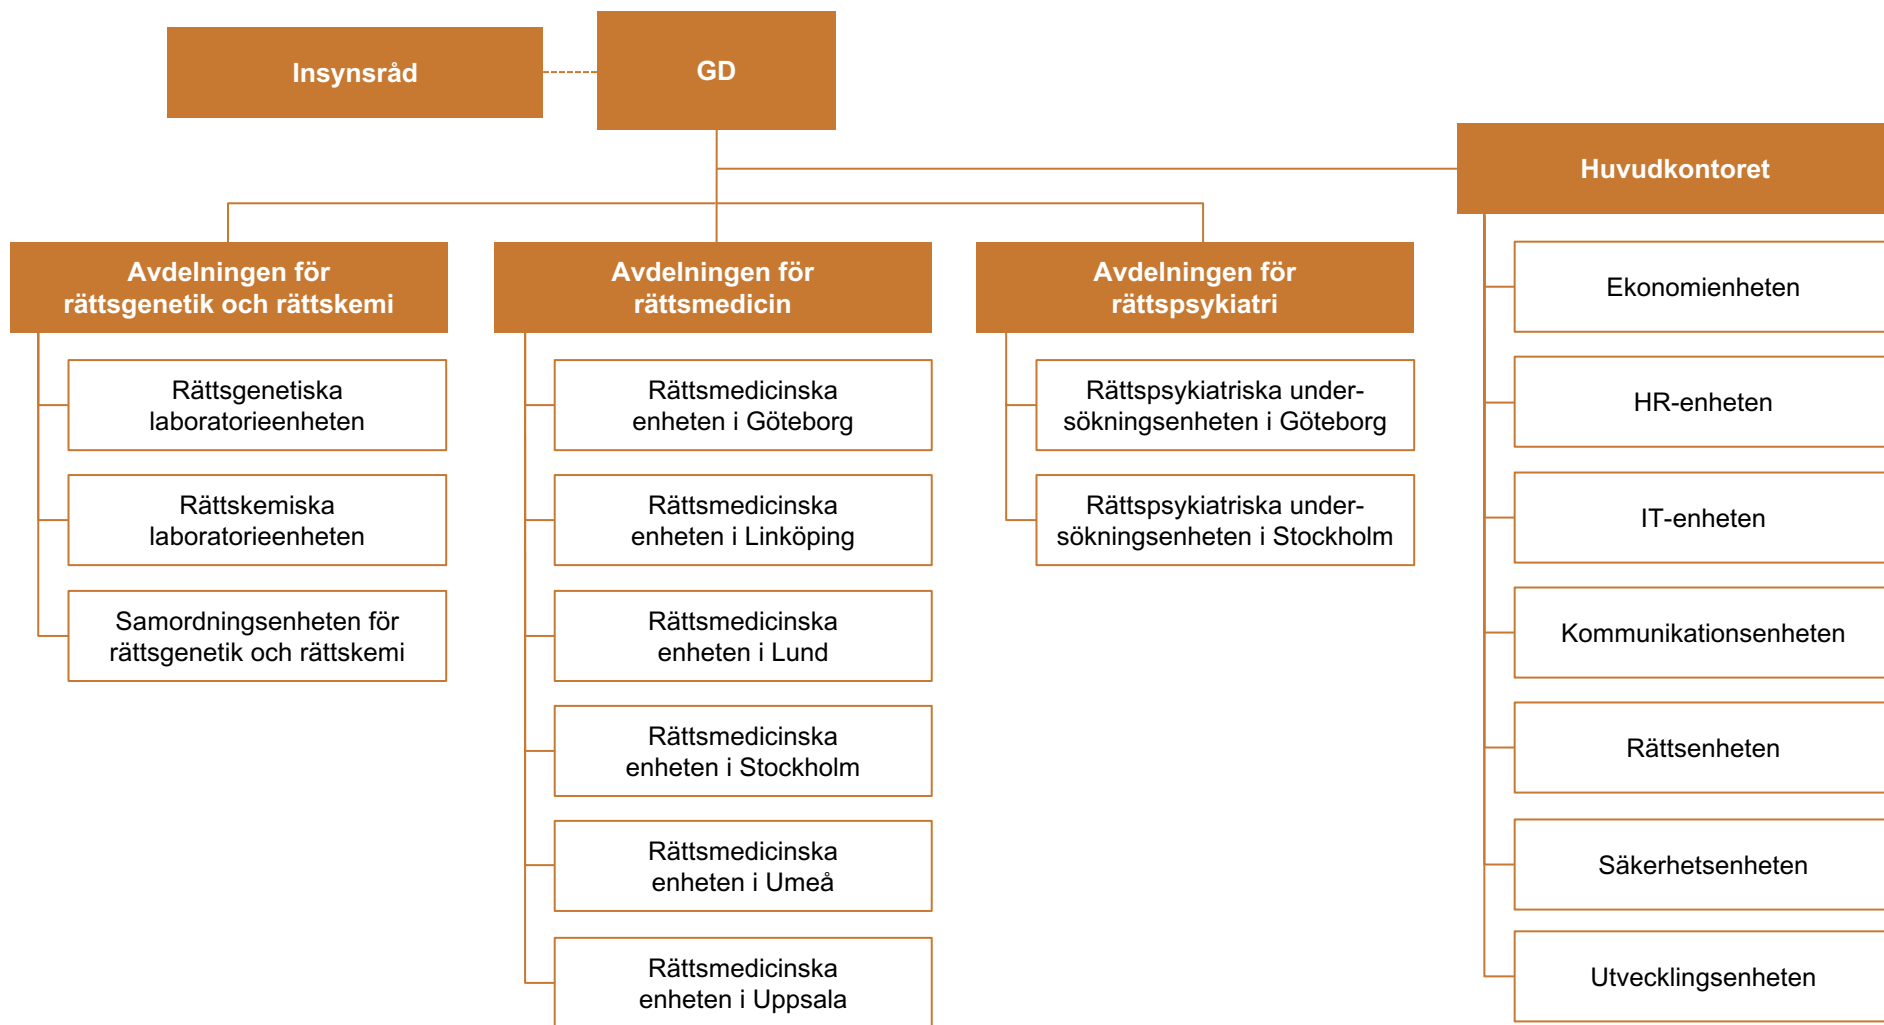 Insynsråd
GD
Huvudkontoret
Avdelningen för
rättsgenetik och rättskemi
Rättsgenetiska
laboratorieenheten
Rättskemiska
laboratorieenheten
Samordningsenheten för
rättsgenetik och rättskemi
Avdelningen för
rättsmedicin
Rättsmedicinska
enheten i Göteborg
Rättsmedicinska
enheten i Linköping
Rättsmedicinska
enheten i Lund
Rättsmedicinska
enheten i Stockholm
Rättsmedicinska
enheten i Umeå
Rättsmedicinska
enheten i Uppsala
Avdelningen för
rättspsykiatri
Rättspsykiatriska under-
sökningsenheten i Göteborg
Rättspsykiatriska under-
sökningsenheten i Stockholm
Ekonomienheten
HR-enheten
IT-enheten
Kommunikationsenheten
Rättsenheten
Säkerhetsenheten
Utvecklingsenheten